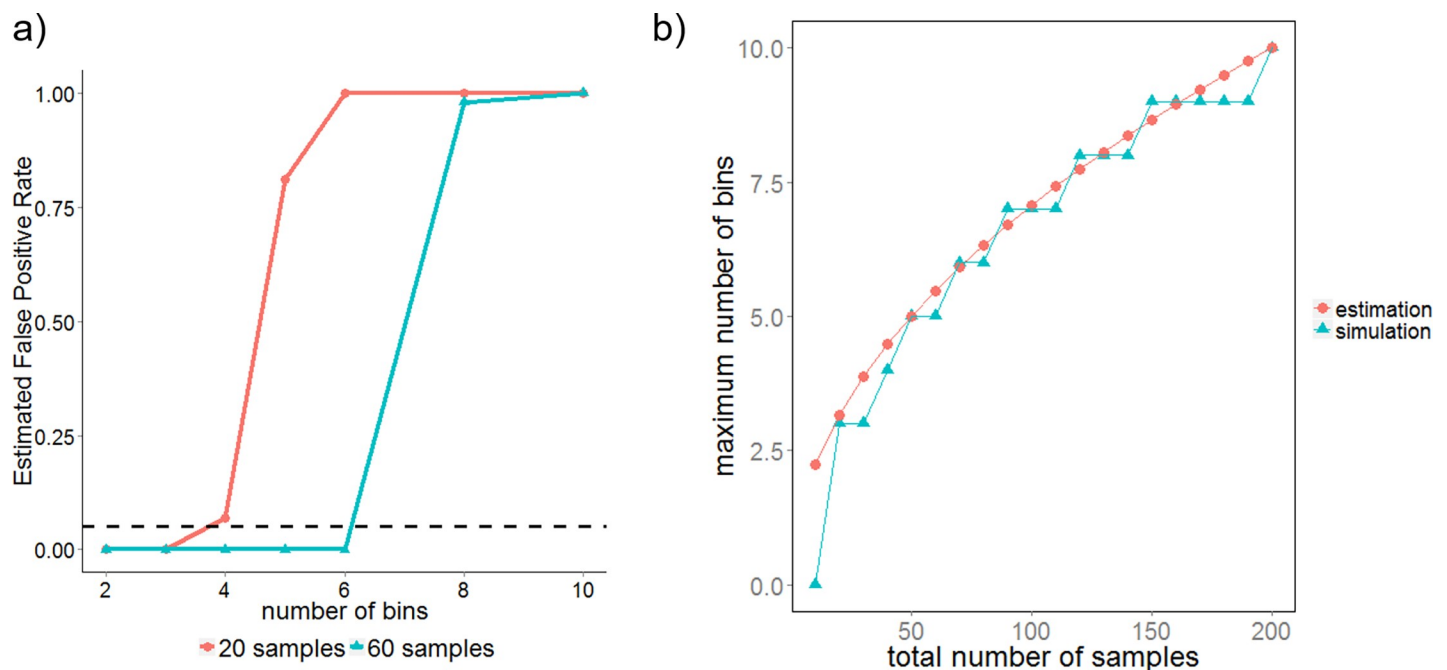 a)
Estimated False Positive Rate
1.00
0.75
0.50
0.25
0.00
2 4 6 8 10
number of bins
20 samples 60 samples
b)
maximum number of bins
10.0
7.5
5.0
2.5
0.0
50 100 150 200
total number of samples
estimation
simulation